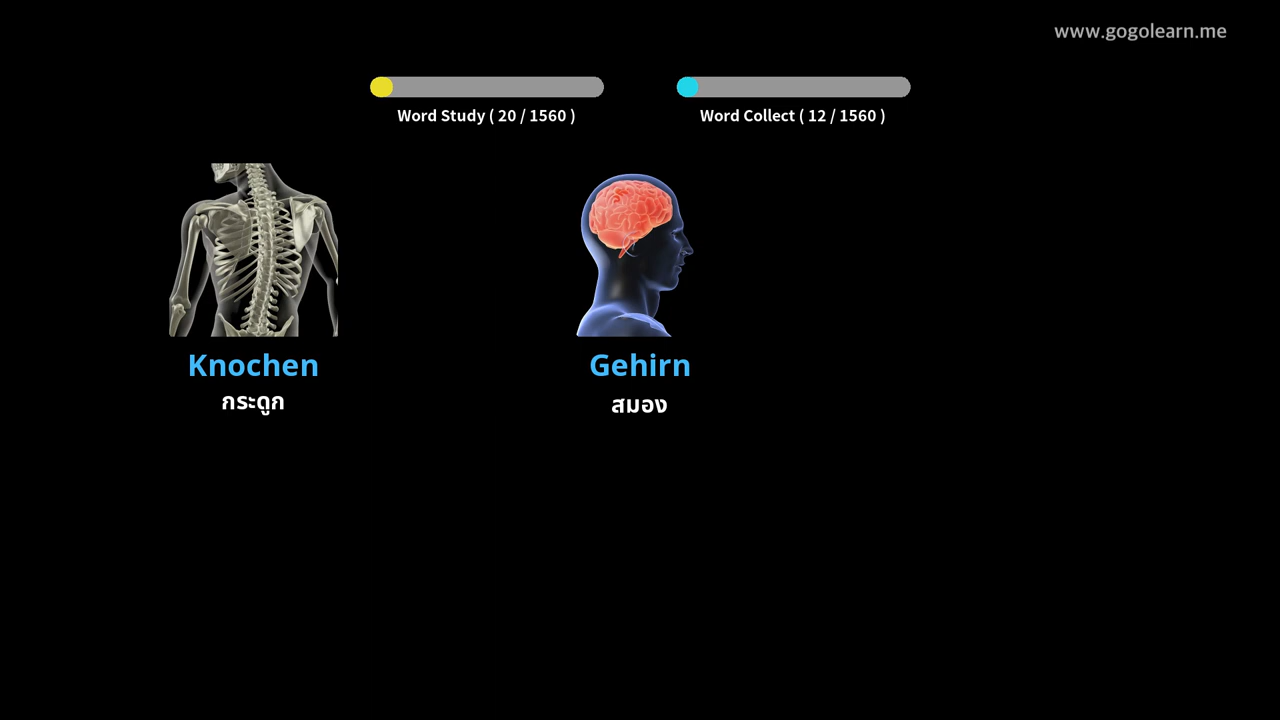 www.gogolearn.me
Word Study ( 20 / 1560 )
Word Collect ( 12 / 1560 )
Knochen
กระดูก
Gehirn
สมอง